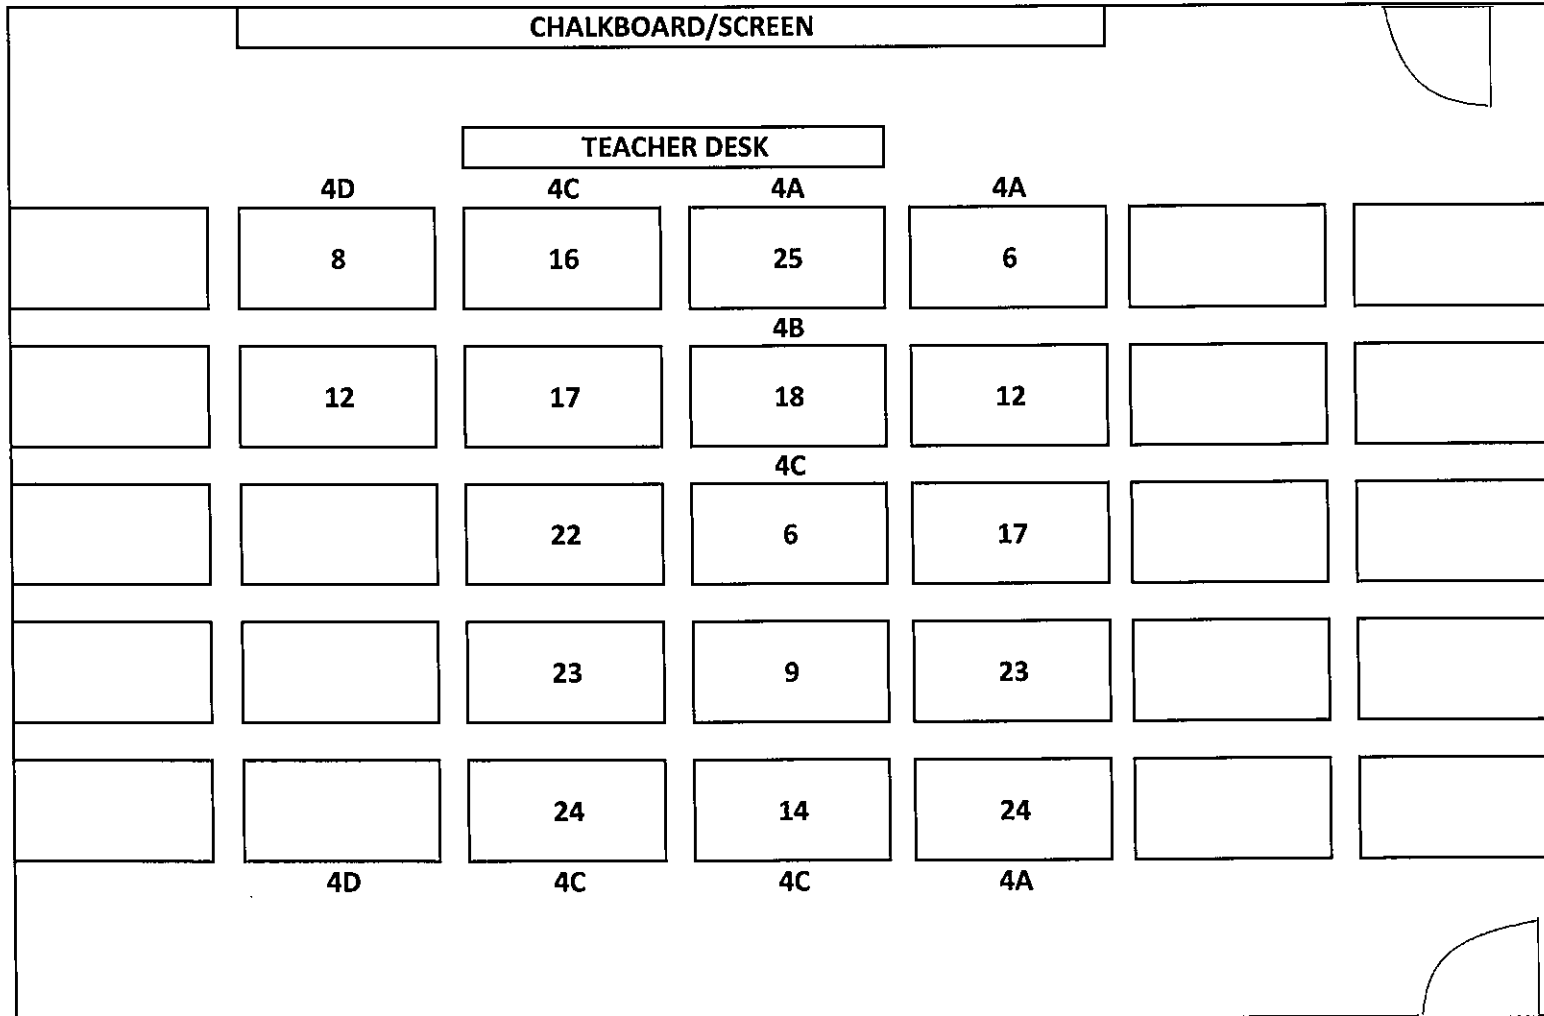 CHALKBOARD/SCREEN
TEACHER DESK
4D 4C 4A 4A
8 16 25 6
4B
12 17 18 12
4C
22 6 17
23 9 23
24 14 24
4D 4C 4C 4A